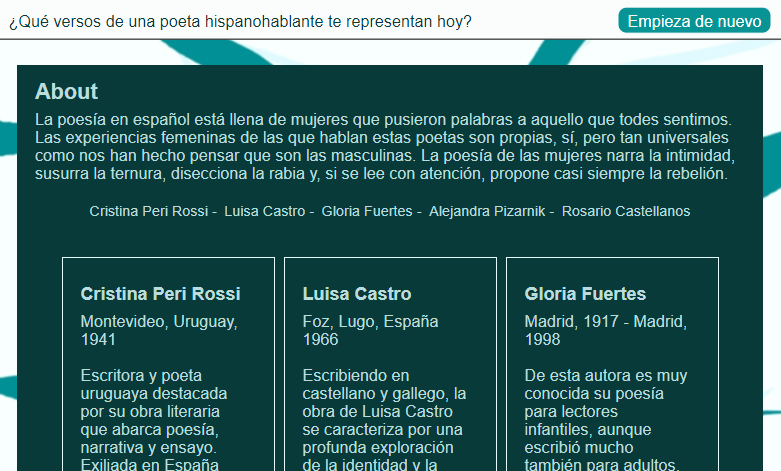 ¿Qué versos de una poeta hispanohablante te representan hoy?
Empieza de nuevo
About
La poesía en español está llena de mujeres que pusieron palabras a aquello que todes sentimos.
Las experiencias femeninas de las que hablan estas poetas son propias, sí, pero tan universales
como nos han hecho pensar que son las masculinas. La poesía de las mujeres narra la intimidad,
susurra la ternura, disecciona la rabia y, si se lee con atención, propone casi siempre la rebelión.
Cristina Peri Rossi - Luisa Castro - Gloria Fuertes - Alejandra Pizarnik - Rosario Castellanos
Cristina Peri Rossi
Montevideo, Uruguay,
1941
Escritora y poeta
uruguaya destacada
por su obra literaria
que abarca poesía,
narrativa y ensayo.
Exiliada en España
Luisa Castro
Foz, Lugo, España
1966
Escribiendo en
castellano y gallego, la
obra de Luisa Castro
se caracteriza por una
profunda exploración
de la identidad y la
Gloria Fuertes
Madrid, 1917 - Madrid,
1998
De esta autora es muy
conocida su poesía
para lectores
infantiles, aunque
escribió mucho
también para adultos.